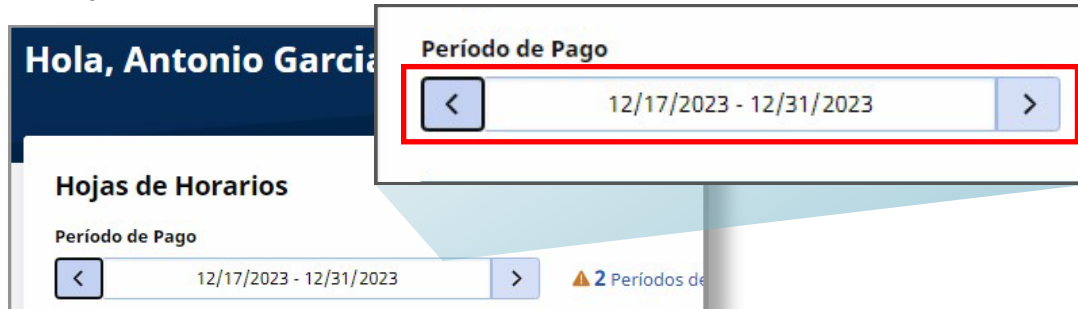 Hola, Antonio Garcia
Período de Pago
12/17/2023 - 12/31/2023
Hojas de Horarios
Período de Pago
12/17/2023 - 12/31/2023
2 Períodos de